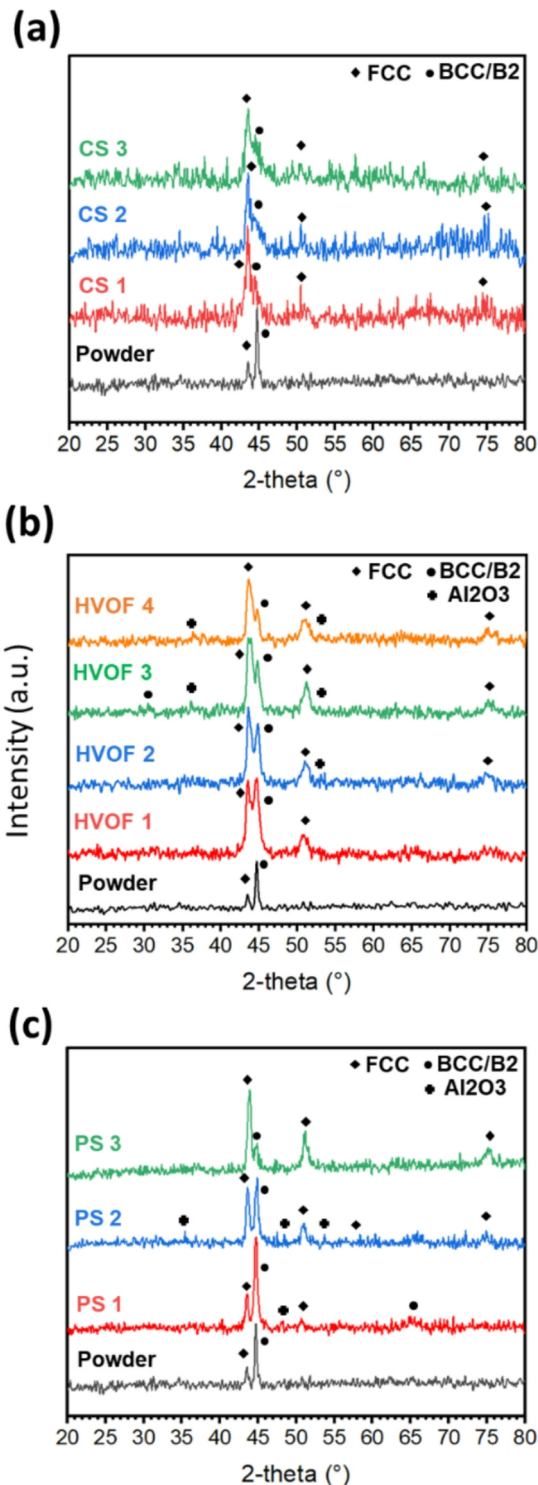 (a)
◆ FCC ● BCC/B2
CS 3
CS 2
CS 1
Powder
20 25 30 35 40 45 50 55 60 65 70 75 80
2-theta (°)
(b)
◆ FCC ● BCC/B2
✚ Al2O3
HVOF 4
HVOF 3
HVOF 2
HVOF 1
Powder
Intensity (a.u.)
20 25 30 35 40 45 50 55 60 65 70 75 80
2-theta (°)
(c)
◆ FCC ● BCC/B2
✚ Al2O3
PS 3
PS 2
PS 1
Powder
20 25 30 35 40 45 50 55 60 65 70 75 80
2-theta (°)